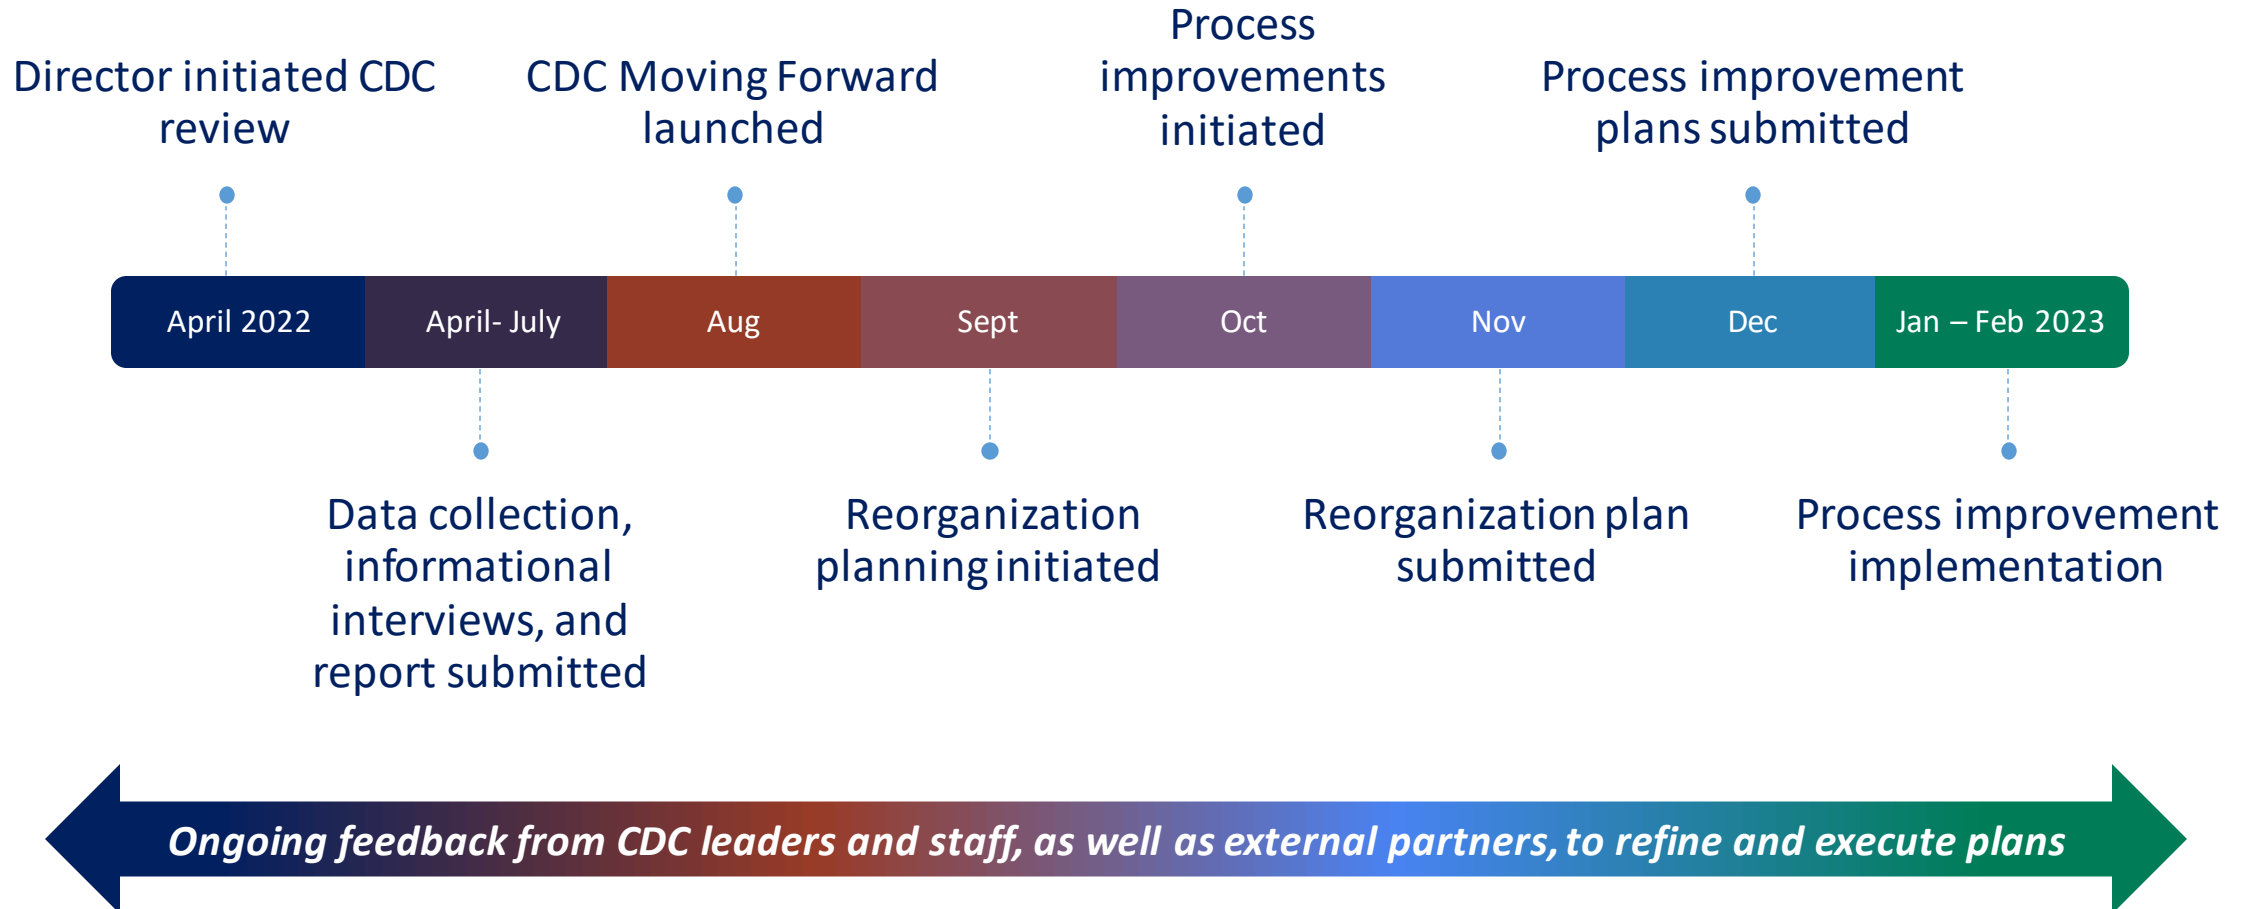 Director initiated CDC
review
CDC Moving Forward
launched
Process
improvements
initiated
Process improvement
plans submitted
April 2022
April- July
Aug
Sept
Oct
Nov
Dec
Jan – Feb 2023
Data collection,
informational
interviews, and
report submitted
Reorganization
planning initiated
Reorganization plan
submitted
Process improvement
implementation
Ongoing feedback from CDC leaders and staff, as well as external partners, to refine and execute plans